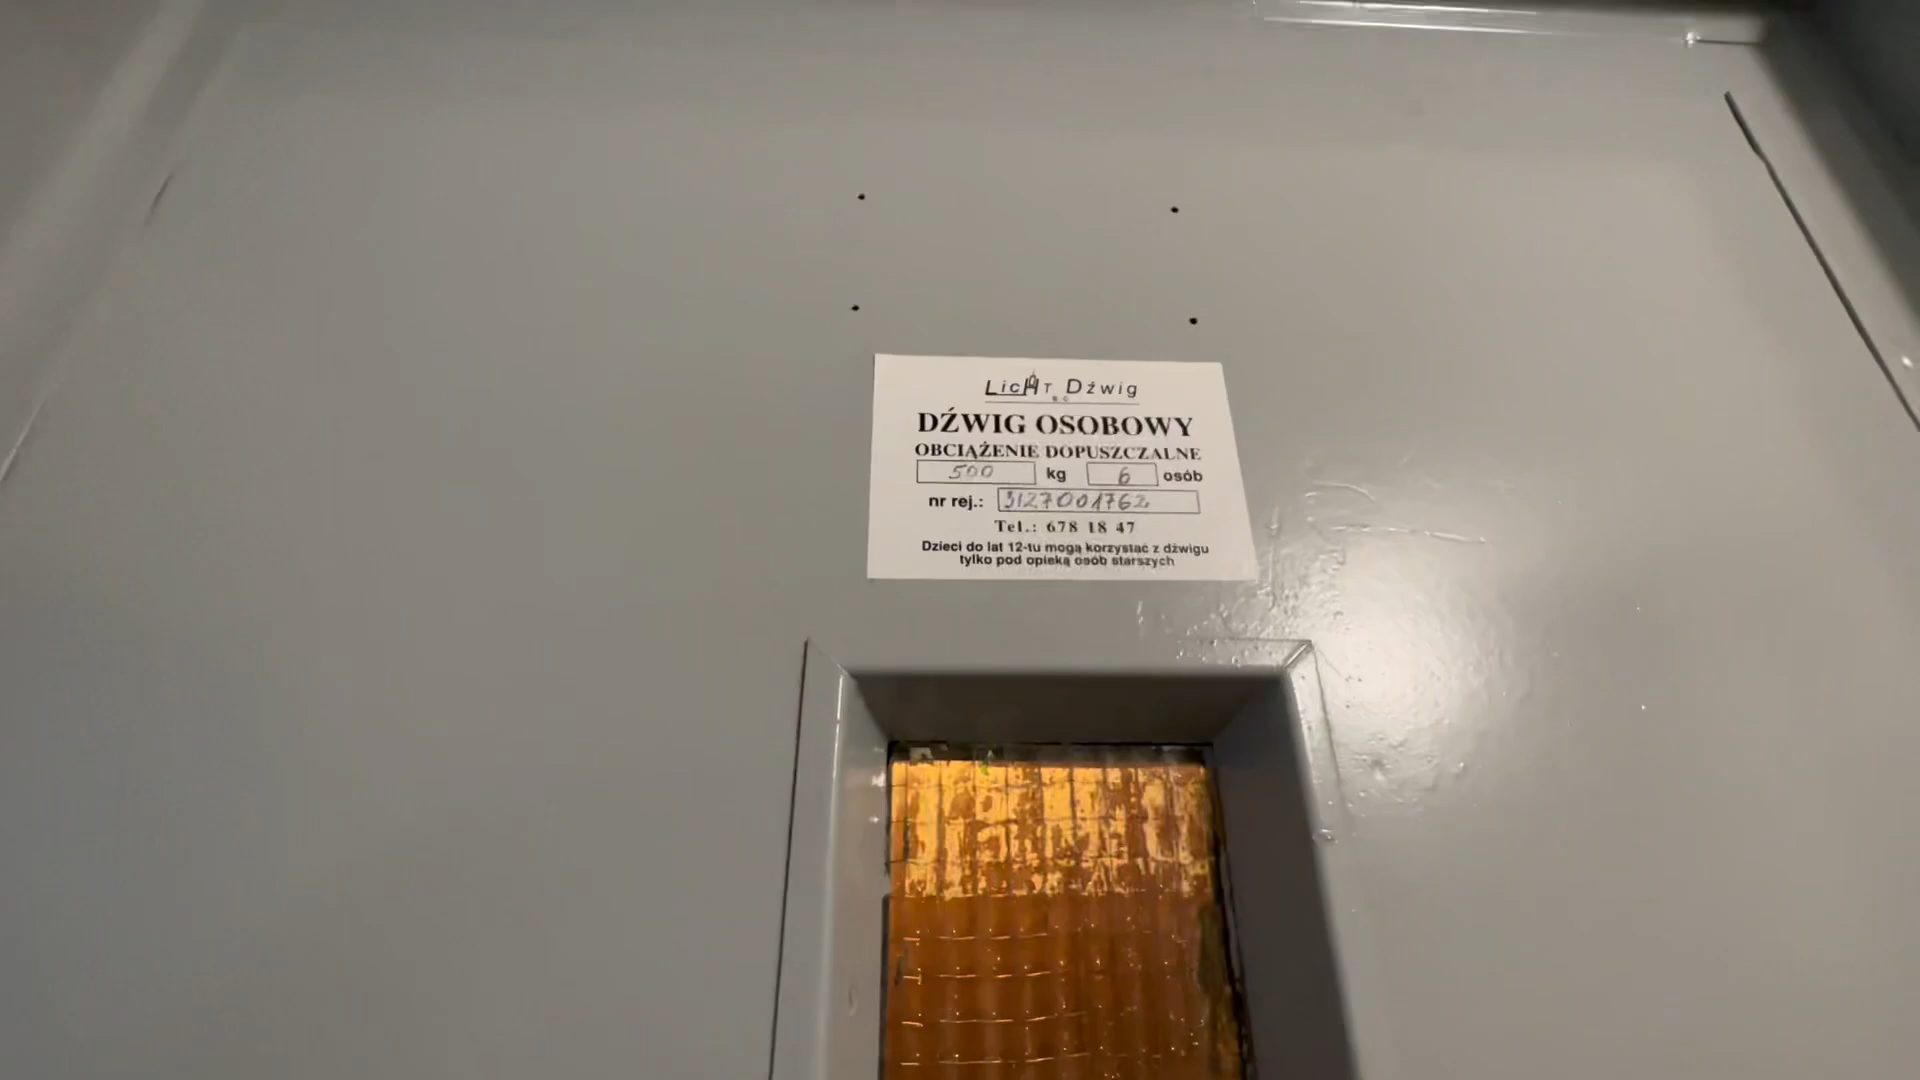 LicHT Dźwig
s.c.
DŹWIG OSOBOWY
OBCIĄŻENIE DOPUSZCZALNE
500 kg 6 osób
nr rej.: 3127001762
Tel.: 678 18 47
Dzieci do lat 12-tu mogą korzystać z dźwigu
tylko pod opieką osób starszych